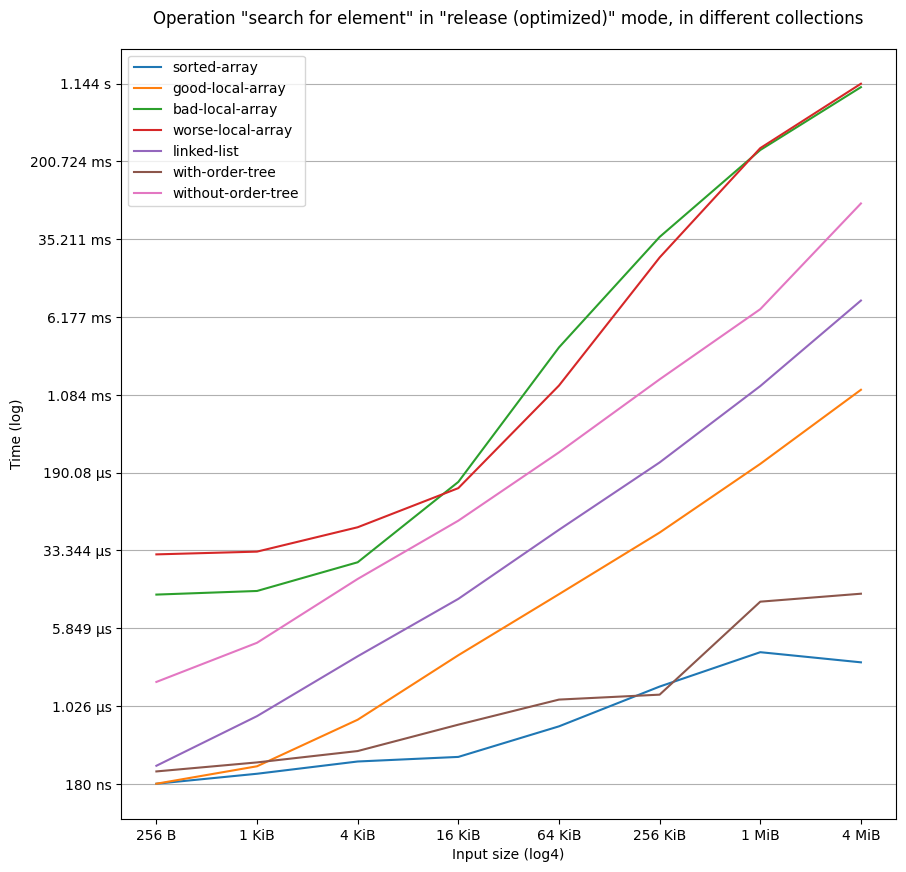 Operation "search for element" in "release (optimized)" mode, in different collections
sorted-array
good-local-array
bad-local-array
worse-local-array
linked-list
with-order-tree
without-order-tree
1.144 s
200.724 ms
35.211 ms
6.177 ms
1.084 ms
190.08 µs
33.344 µs
5.849 µs
1.026 µs
180 ns
Time (log)
256 B
1 KiB
4 KiB
16 KiB
64 KiB
256 KiB
1 MiB
4 MiB
Input size (log4)